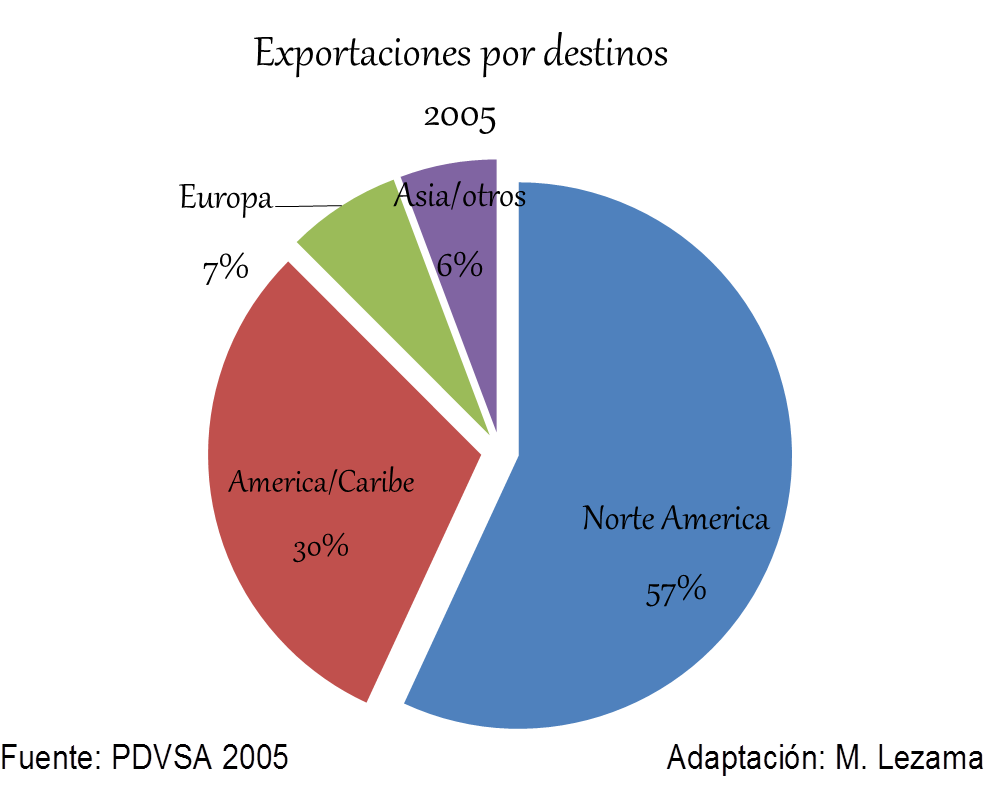 Exportaciones por destinos
2005
Europa
7%
Asia/otros
6%
America/Caribe
30%
Norte America
57%
Fuente: PDVSA 2005
Adaptación: M. Lezama